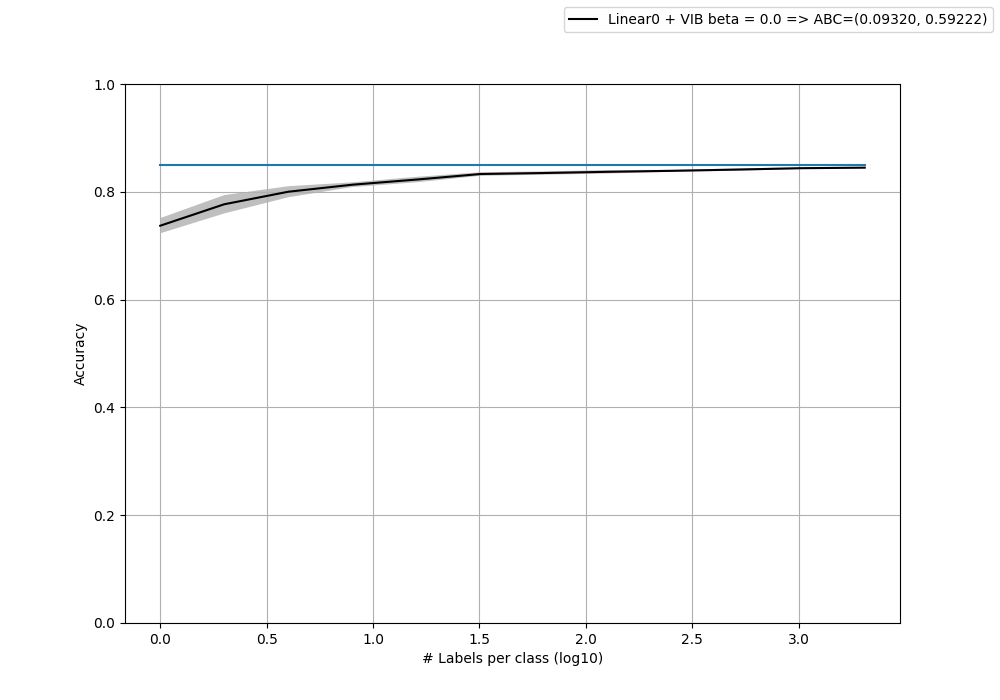 Linear0 + VIB beta = 0.0 => ABC=(0.09320, 0.59222)
1.0
0.8
0.6
0.4
0.2
0.0
Accuracy
0.0 0.5 1.0 1.5 2.0 2.5 3.0
# Labels per class (log10)